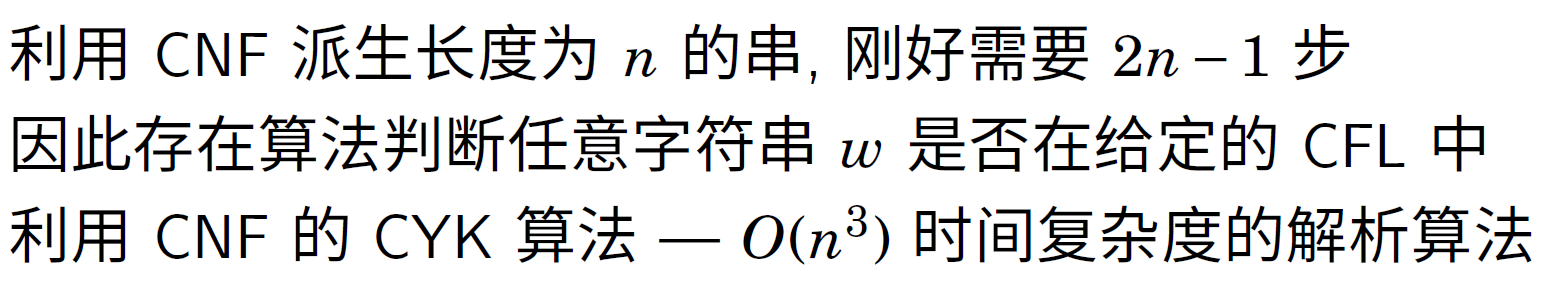 利用 CNF 派生长度为 n 的串, 刚好需要 2n − 1 步
因此存在算法判断任意字符串 w 是否在给定的 CFL 中
利用 CNF 的 CYK 算法 — O(n³) 时间复杂度的解析算法